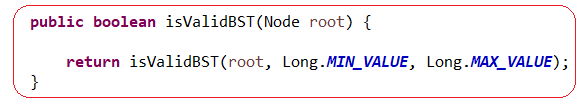 public boolean isValidBST(Node root) {
return isValidBST(root, Long.MIN_VALUE, Long.MAX_VALUE);
}